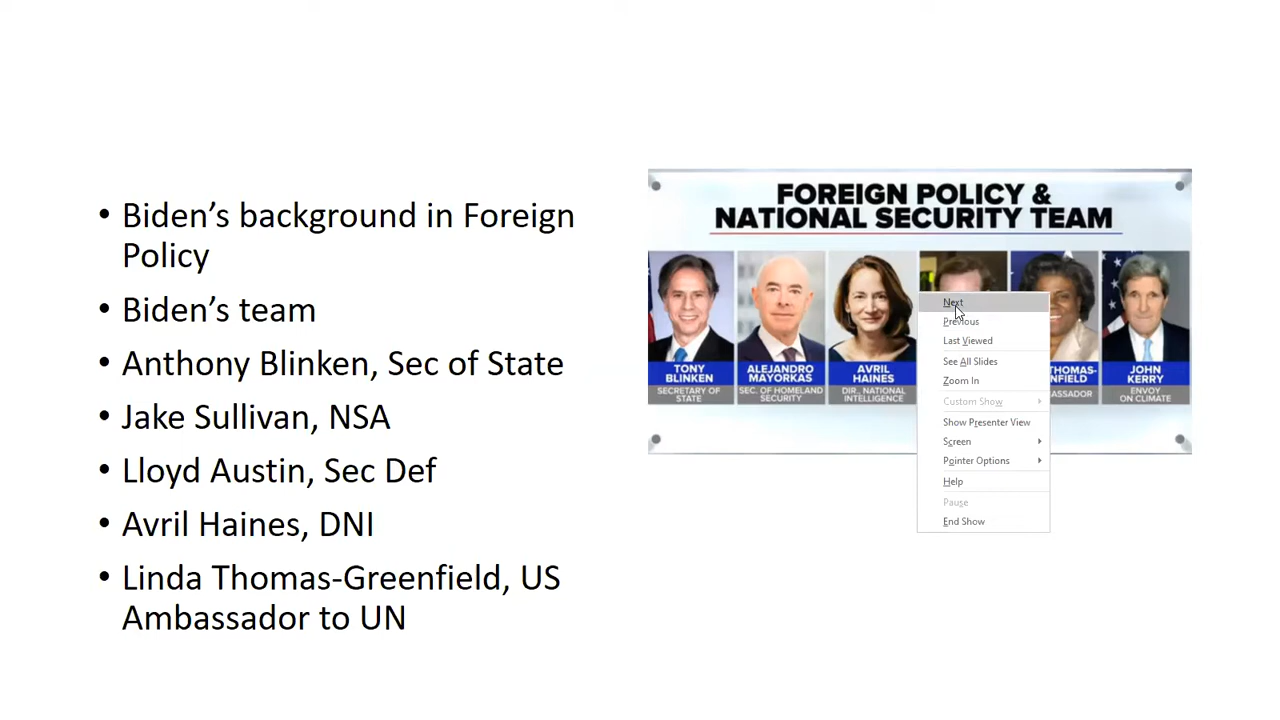 • Biden’s background in Foreign
Policy
• Biden’s team
• Anthony Blinken, Sec of State
• Jake Sullivan, NSA
• Lloyd Austin, Sec Def
• Avril Haines, DNI
• Linda Thomas-Greenfield, US
Ambassador to UN
FOREIGN POLICY &
NATIONAL SECURITY TEAM
TONY
BLINKEN
SECRETARY OF
STATE
ALEJANDRO
MAYORKAS
SEC. OF HOMELAND
SECURITY
AVRIL
HAINES
DIR., NATIONAL
INTELLIGENCE
JOHN
KERRY
ENVOY
ON CLIMATE
Next
Previous
Last Viewed
See All Slides
Zoom In
Custom Show
Show Presenter View
Screen
Pointer Options
Help
Pause
End Show